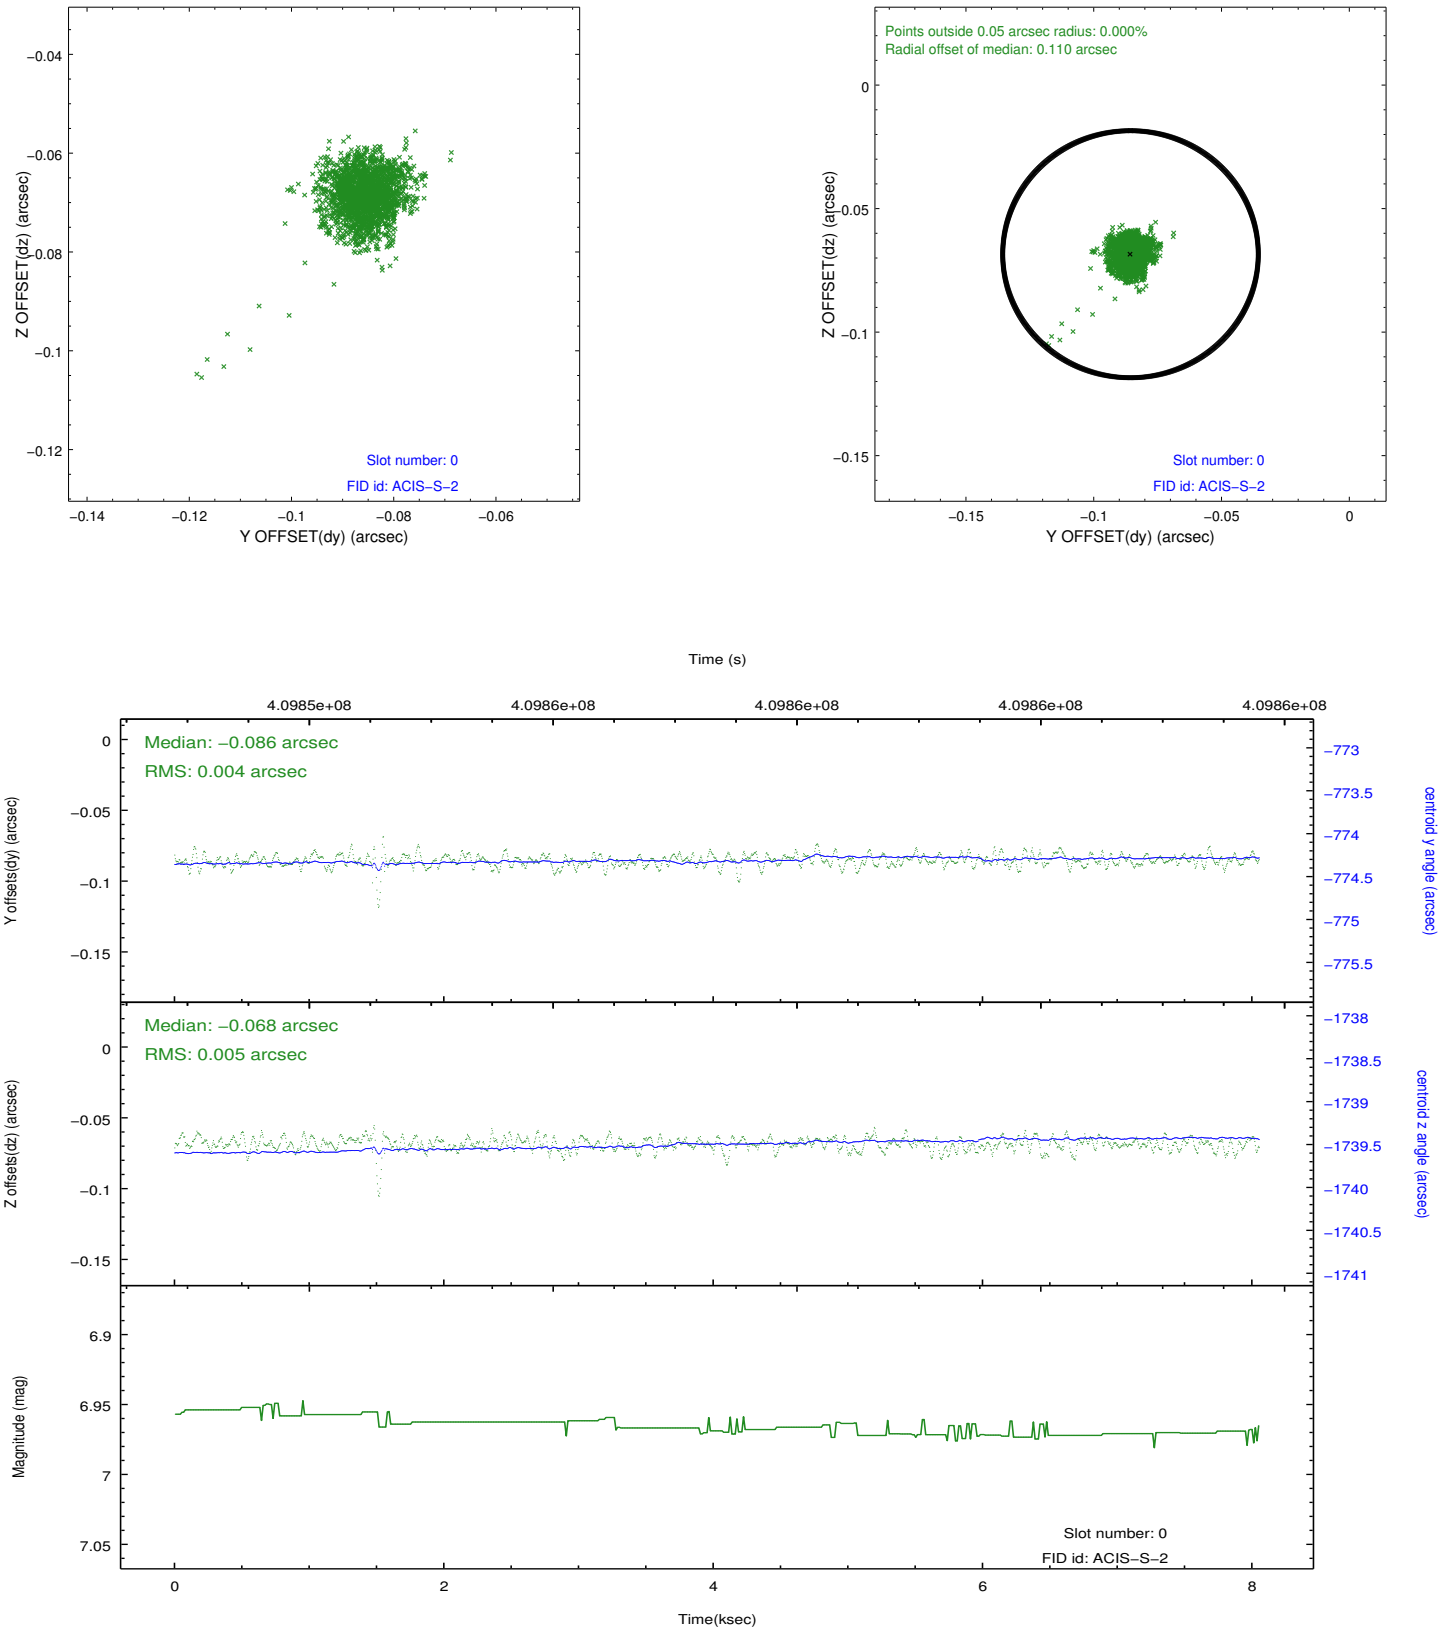 −0.04
−0.06
−0.08
−0.1
−0.12
Z OFFSET(dz) (arcsec)
Slot number: 0
FID id: ACIS−S−2
−0.14
−0.12
−0.1
−0.08
−0.06
Y OFFSET(dy) (arcsec)
Points outside 0.05 arcsec radius: 0.000%
Radial offset of median: 0.110 arcsec
0
−0.05
−0.1
−0.15
Z OFFSET(dz) (arcsec)
Slot number: 0
FID id: ACIS−S−2
−0.15
−0.1
−0.05
0
Y OFFSET(dy) (arcsec)
Time (s)
4.0985e+08
4.0986e+08
4.0986e+08
4.0986e+08
4.0986e+08
Median: −0.086 arcsec
RMS: 0.004 arcsec
0
−0.05
−0.1
−0.15
Y offsets(dy) (arcsec)
−773
−773.5
−774
−774.5
−775
−775.5
centroid y angle (arcsec)
Median: −0.068 arcsec
RMS: 0.005 arcsec
0
−0.05
−0.1
−0.15
Z offsets(dz) (arcsec)
−1738
−1738.5
−1739
−1739.5
−1740
−1740.5
−1741
centroid z angle (arcsec)
6.9
6.95
7
7.05
Magnitude (mag)
Slot number: 0
FID id: ACIS−S−2
0
2
4
6
8
Time(ksec)